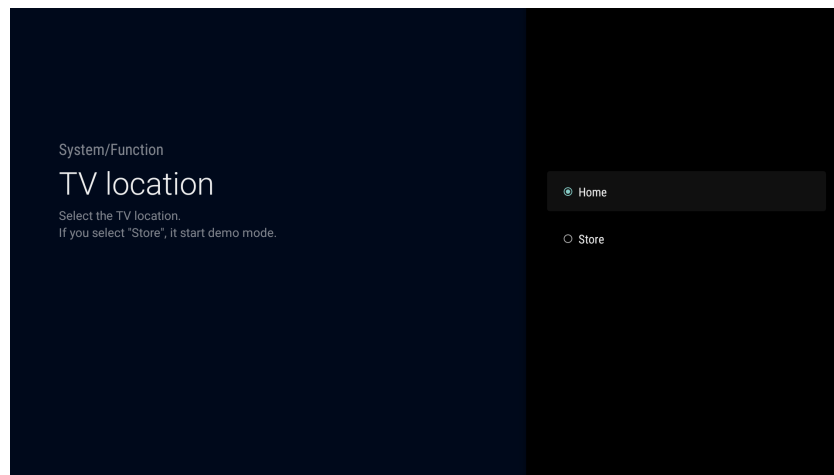 System/Function
TV location
Select the TV location.
If you select "Store", it start demo mode.
Home
Store